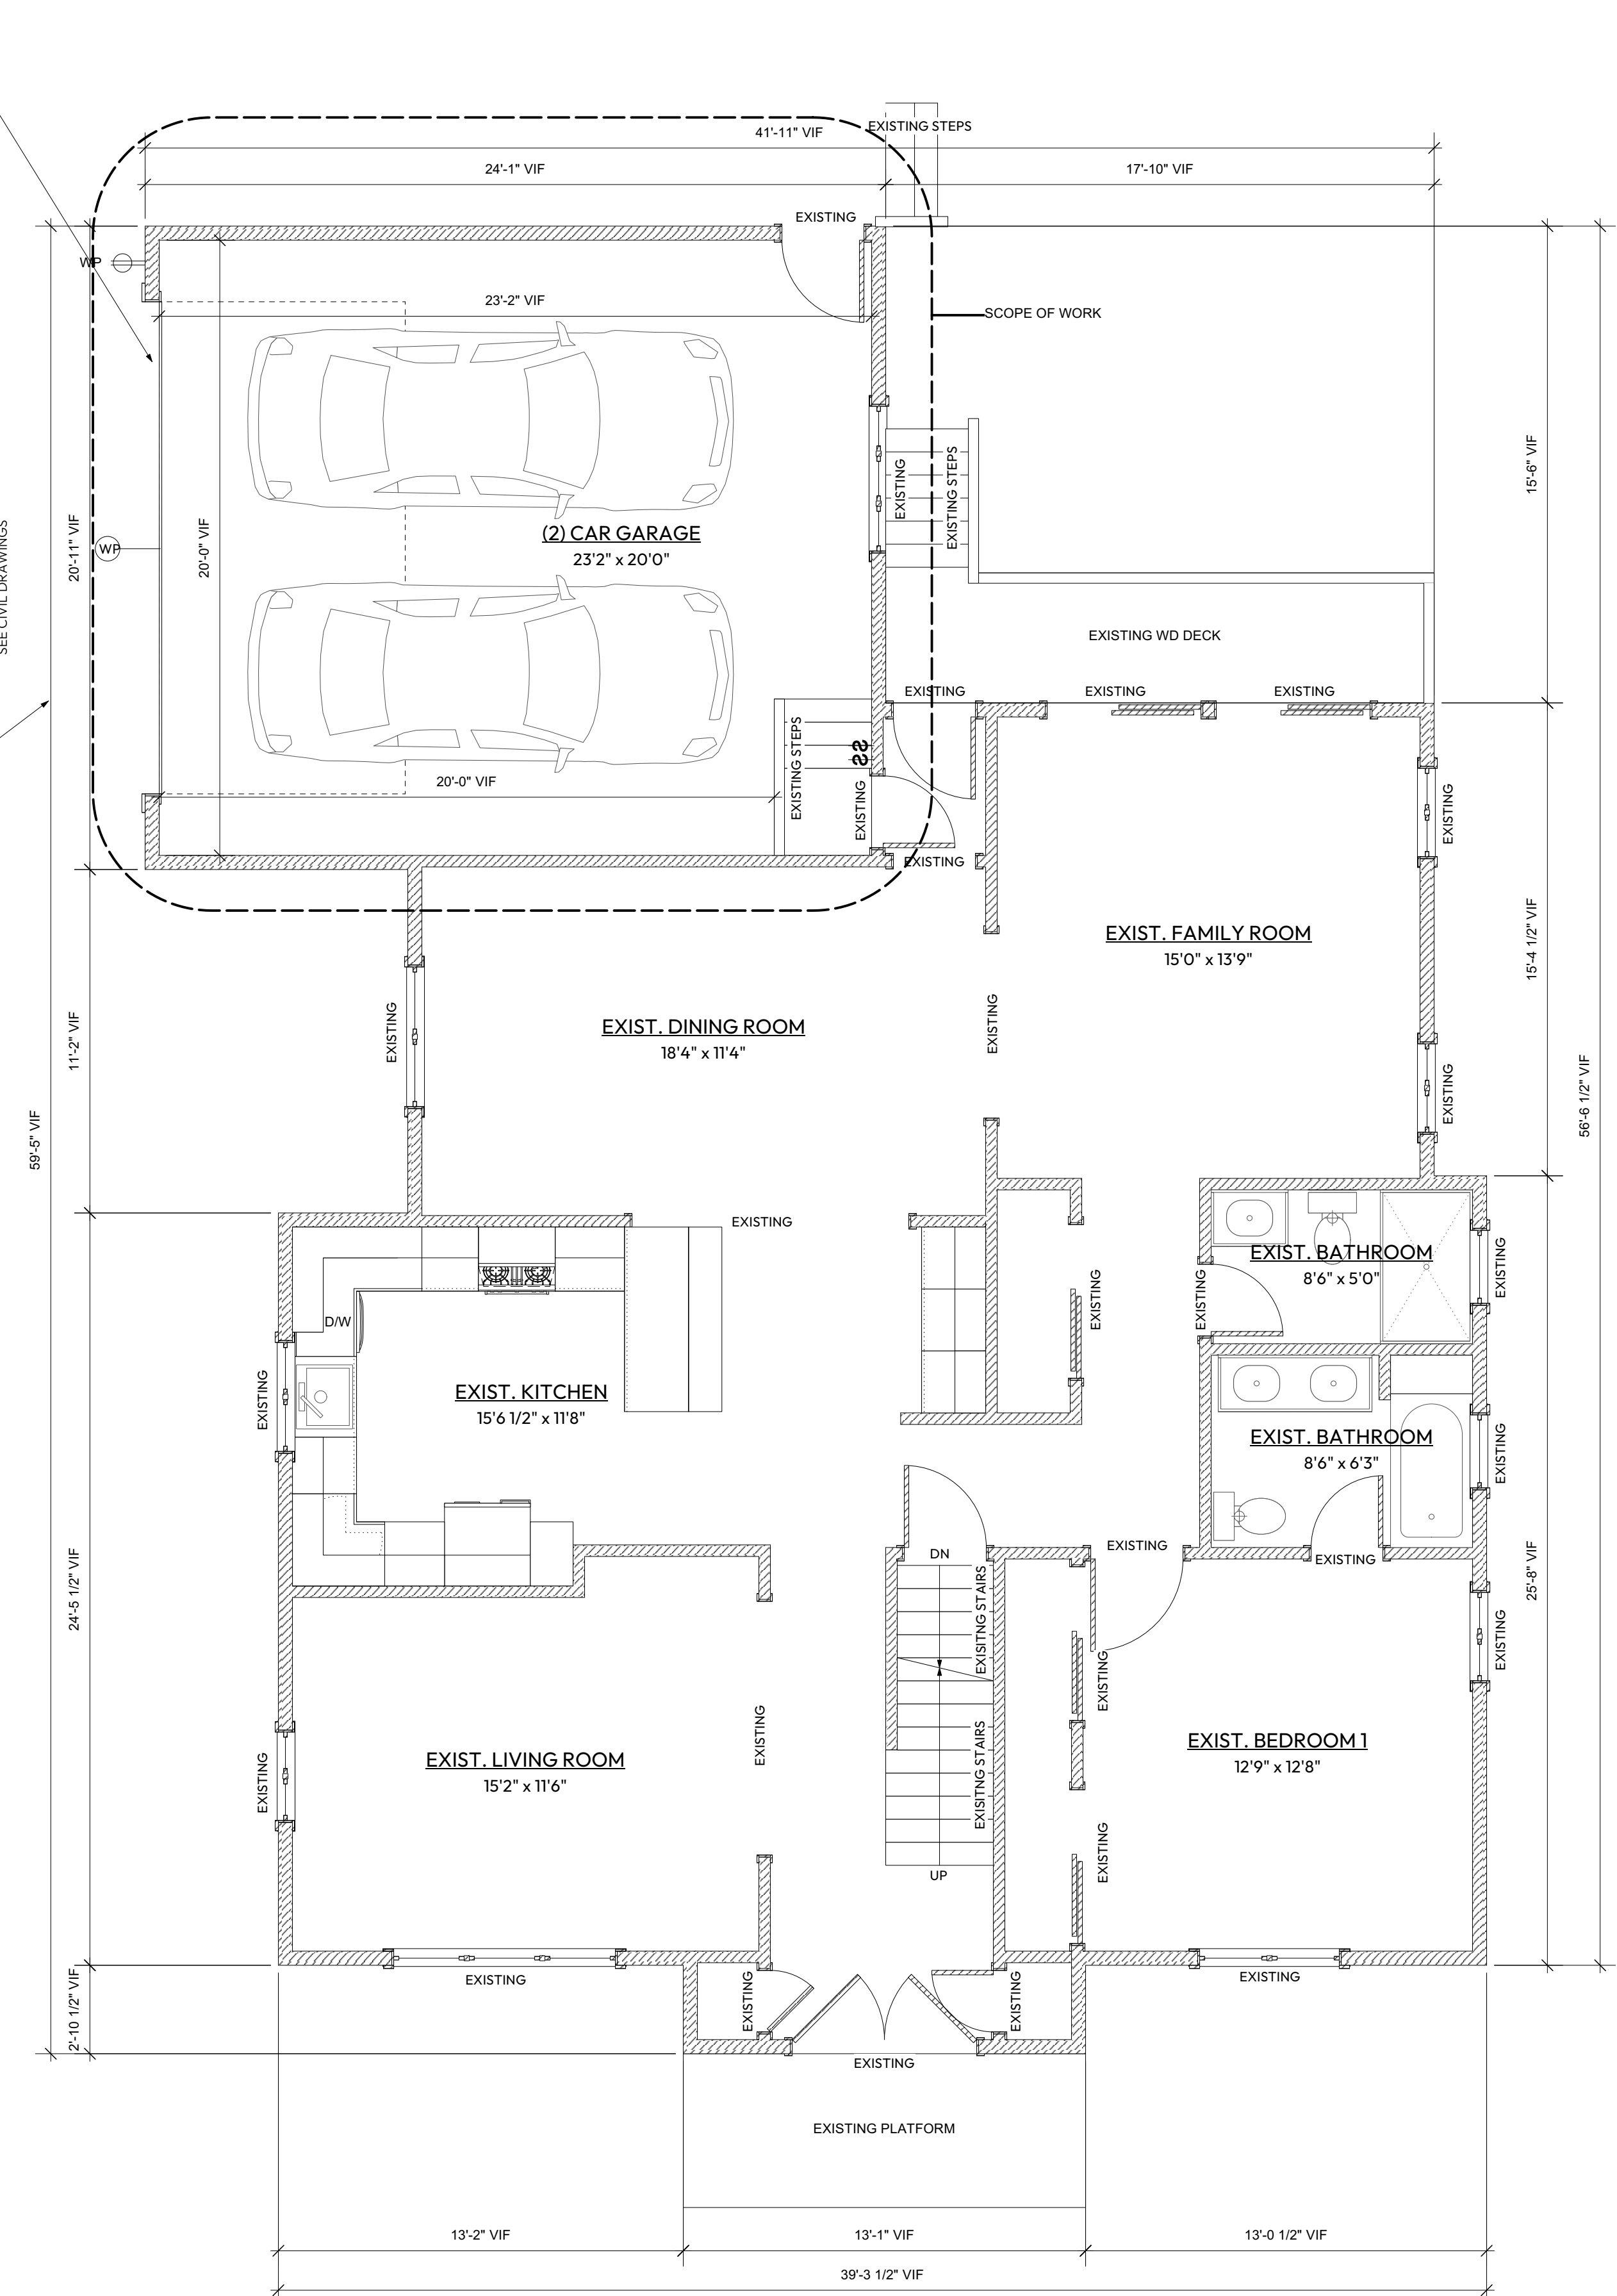 EXISTING STEPS
41'-11" VIF
24'-1" VIF
17'-10" VIF
EXISTING
WP
23'-2" VIF
SCOPE OF WORK
15'-6" VIF
EXISTING
EXISTING STEPS
20'-11" VIF
20'-0" VIF
WP
(2) CAR GARAGE
23'2" x 20'0"
SEE CIVIL DRAWINGS
EXISTING WD DECK
EXISTING
EXISTING
EXISTING
20'-0" VIF
EXISTING STEPS
SS
EXISTING
EXISTING
EXISTING
EXIST. FAMILY ROOM
15'0" x 13'9"
15'-4 1/2" VIF
EXISTING
EXIST. DINING ROOM
18'4" x 11'4"
EXISTING
11'-2" VIF
EXISTING
59'-5" VIF
56'-6 1/2" VIF
EXISTING
EXIST. BATHROOM
8'6" x 5'0"
EXISTING
EXISTING
EXISTING
D/W
EXIST. KITCHEN
15'6 1/2" x 11'8"
EXISTING
EXIST. BATHROOM
8'6" x 6'3"
EXISTING
DN
EXISTING
EXISTING
24'-5 1/2" VIF
25'-8" VIF
EXISITNG STAIRS
EXISTING
EXISTING
EXISTING
EXIST. BEDROOM 1
12'9" x 12'8"
EXIST. LIVING ROOM
15'2" x 11'6"
EXISTING
EXISITNG STAIRS
EXISTING
UP
EXISTING
EXISTING
2'-10 1/2" VIF
EXISTING
EXISTING
EXISTING
EXISTING PLATFORM
13'-2" VIF
13'-1" VIF
13'-0 1/2" VIF
39'-3 1/2" VIF